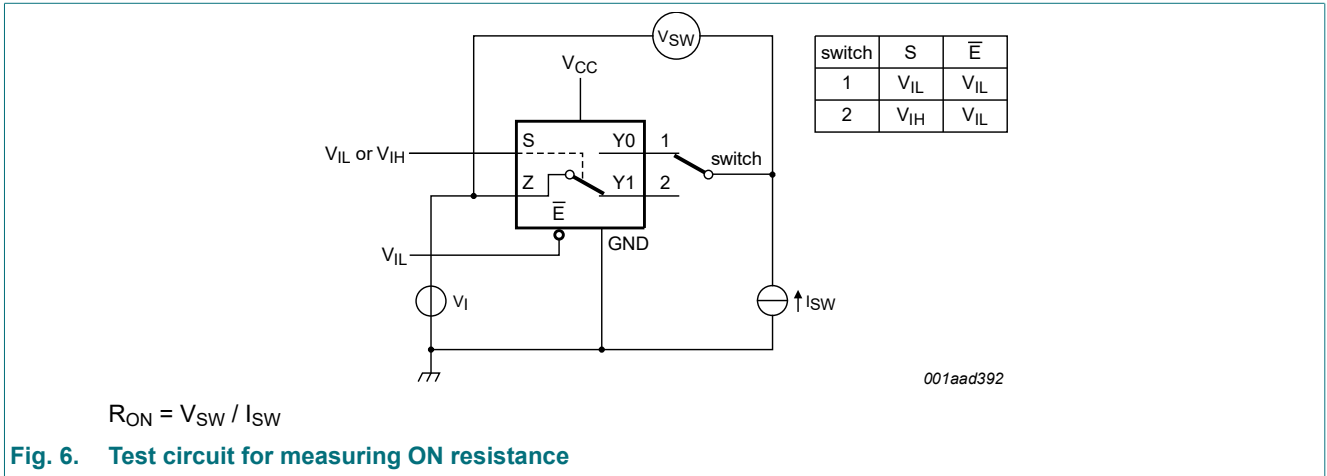 VSW
switch S E̅
1 VIL VIL
2 VIH VIL
VCC
S Y0 1
VIL or VIH
switch
Z Y1 2
E̅
GND
VIL
VI
ISW
001aad392
RON = VSW / ISW
Fig. 6. Test circuit for measuring ON resistance